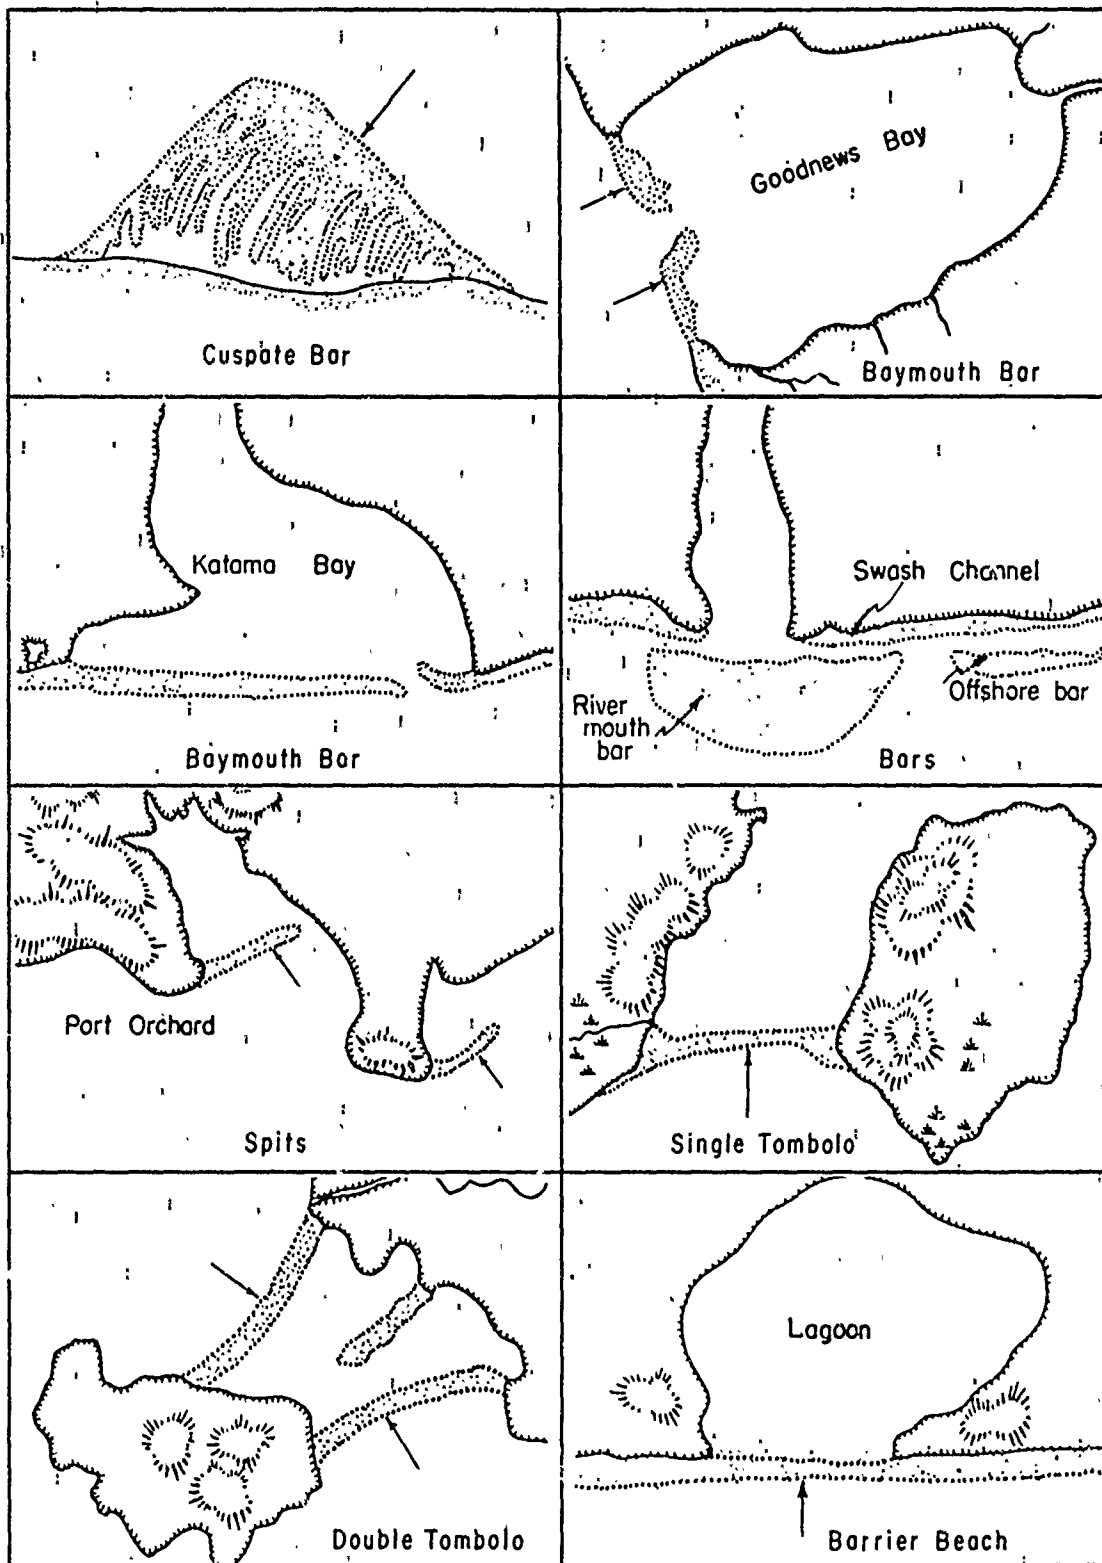 Cuspate Bar
Goodnews Bay
Baymouth Bar
Katama Bay
Baymouth Bar
Swash Channel
Offshore bar
River
mouth
bar
Bars
Port Orchard
Spits
Single Tombolo
Double Tombolo
Lagoon
Barrier Beach